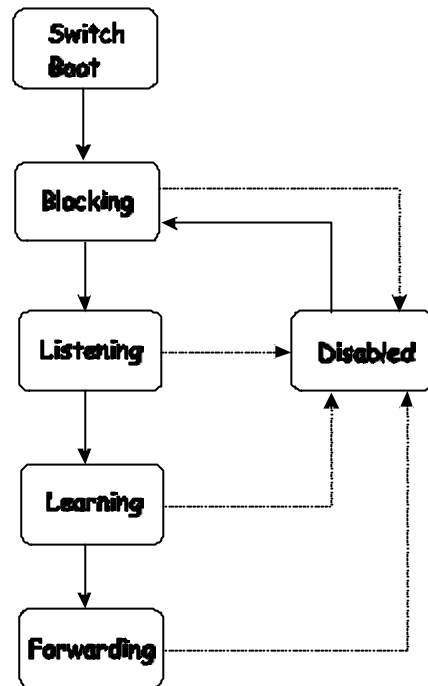 Switch
Boot
Blocking
Listening
Disabled
Learning
Forwarding